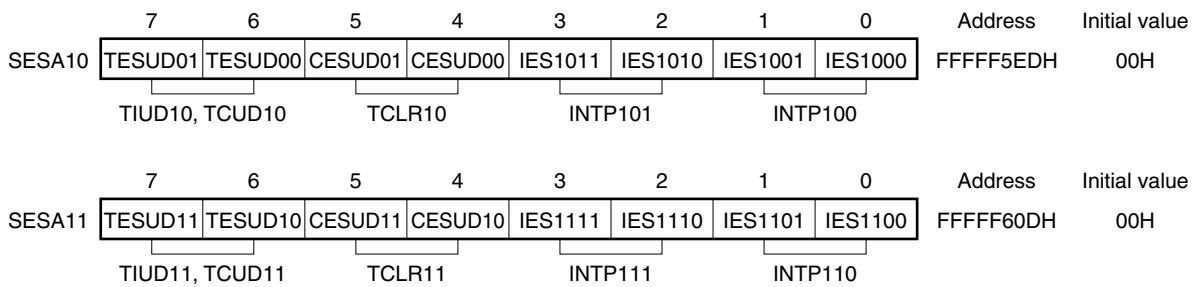 7 6 5 4 3 2 1 0 Address Initial value
SESA10 TESUD01 TESUD00 CESUD01 CESUD00 IES1011 IES1010 IES1001 IES1000 FFFFF5EDH 00H
TIUD10, TCUD10 TCLR10 INTP101 INTP100
7 6 5 4 3 2 1 0 Address Initial value
SESA11 TESUD11 TESUD10 CESUD11 CESUD10 IES1111 IES1110 IES1101 IES1100 FFFFF60DH 00H
TIUD11, TCUD11 TCLR11 INTP111 INTP110